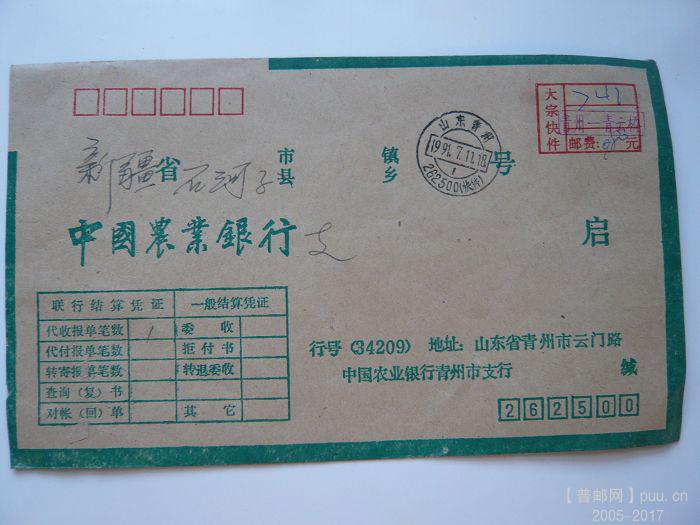 大宗快件
741
青州—青云桥
邮费: 元
山东青州
1991.7.11.18
1
262500(快件)
新疆省 石河子 市县 镇乡 号
中國農業銀行 支 启
联行结算凭证 一般结算凭证
代收报单笔数 1 委 收
代付报单笔数 拒付书
转寄报单笔数 转退委收
查询(复)书
对帐(回)单 其 它
行号(34209) 地址: 山东省青州市云门路
中国农业银行青州市支行 缄
262500
【普邮网】puu.cn
2005-2017